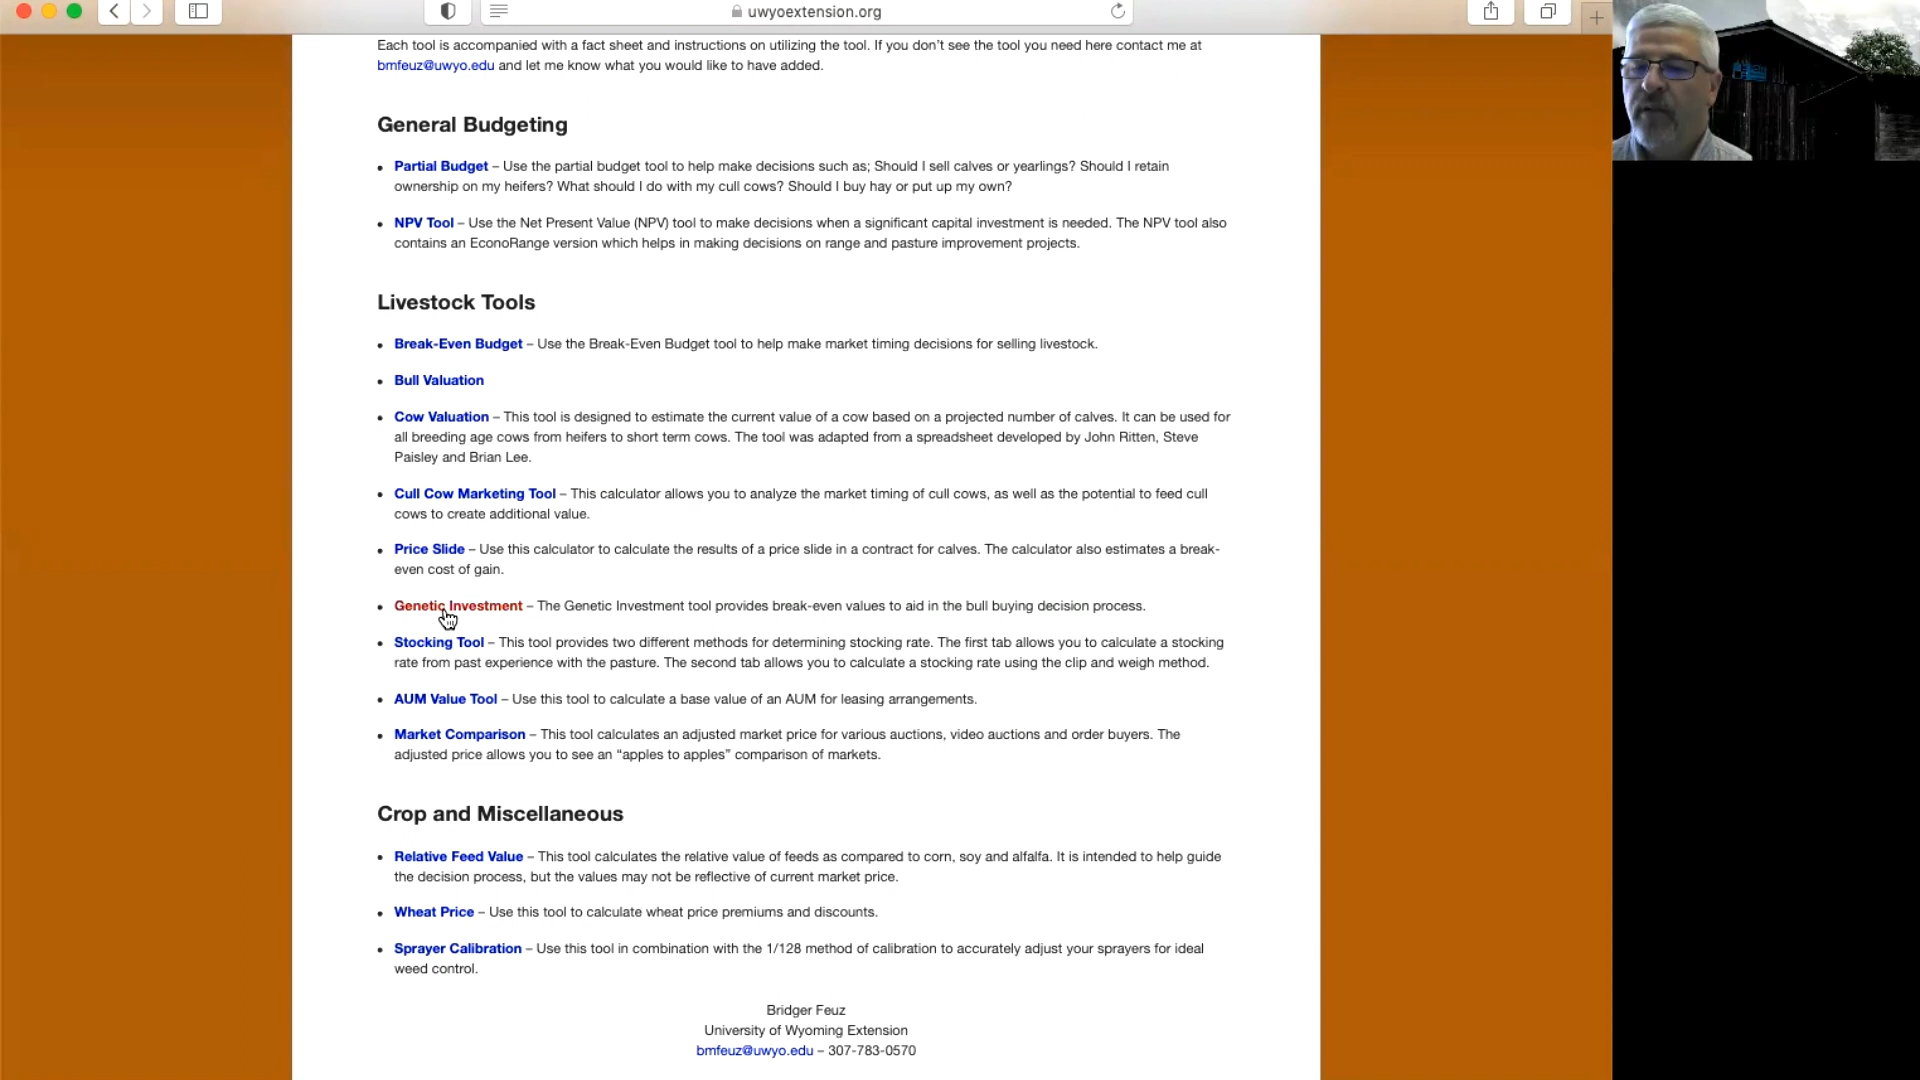 uwyoextension.org
Each tool is accompanied with a fact sheet and instructions on utilizing the tool. If you don’t see the tool you need here contact me at
bmfeuz@uwyo.edu and let me know what you would like to have added.
General Budgeting
• Partial Budget – Use the partial budget tool to help make decisions such as; Should I sell calves or yearlings? Should I retain
ownership on my heifers? What should I do with my cull cows? Should I buy hay or put up my own?
• NPV Tool – Use the Net Present Value (NPV) tool to make decisions when a significant capital investment is needed. The NPV tool also
contains an EconoRange version which helps in making decisions on range and pasture improvement projects.
Livestock Tools
• Break-Even Budget – Use the Break-Even Budget tool to help make market timing decisions for selling livestock.
• Bull Valuation
• Cow Valuation – This tool is designed to estimate the current value of a cow based on a projected number of calves. It can be used for
all breeding age cows from heifers to short term cows. The tool was adapted from a spreadsheet developed by John Ritten, Steve
Paisley and Brian Lee.
• Cull Cow Marketing Tool – This calculator allows you to analyze the market timing of cull cows, as well as the potential to feed cull
cows to create additional value.
• Price Slide – Use this calculator to calculate the results of a price slide in a contract for calves. The calculator also estimates a break-
even cost of gain.
• Genetic Investment – The Genetic Investment tool provides break-even values to aid in the bull buying decision process.
• Stocking Tool – This tool provides two different methods for determining stocking rate. The first tab allows you to calculate a stocking
rate from past experience with the pasture. The second tab allows you to calculate a stocking rate using the clip and weigh method.
• AUM Value Tool – Use this tool to calculate a base value of an AUM for leasing arrangements.
• Market Comparison – This tool calculates an adjusted market price for various auctions, video auctions and order buyers. The
adjusted price allows you to see an “apples to apples” comparison of markets.
Crop and Miscellaneous
• Relative Feed Value – This tool calculates the relative value of feeds as compared to corn, soy and alfalfa. It is intended to help guide
the decision process, but the values may not be reflective of current market price.
• Wheat Price – Use this tool to calculate wheat price premiums and discounts.
• Sprayer Calibration – Use this tool in combination with the 1/128 method of calibration to accurately adjust your sprayers for ideal
weed control.
Bridger Feuz
University of Wyoming Extension
bmfeuz@uwyo.edu – 307-783-0570